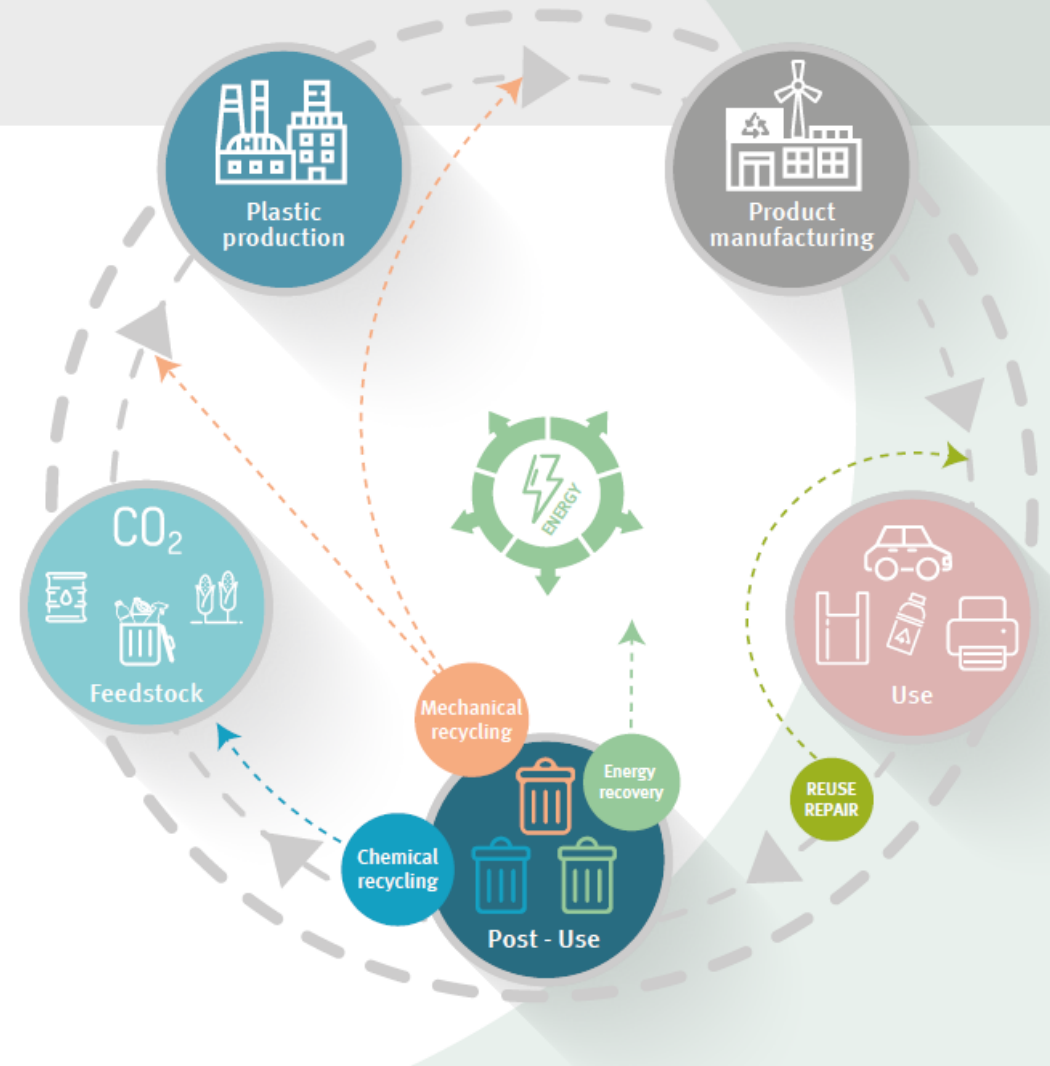 Plastic
production
Product
manufacturing
ENERGY
CO₂
Feedstock
Use
Mechanical
recycling
Energy
recovery
REUSE
REPAIR
Chemical
recycling
Post - Use